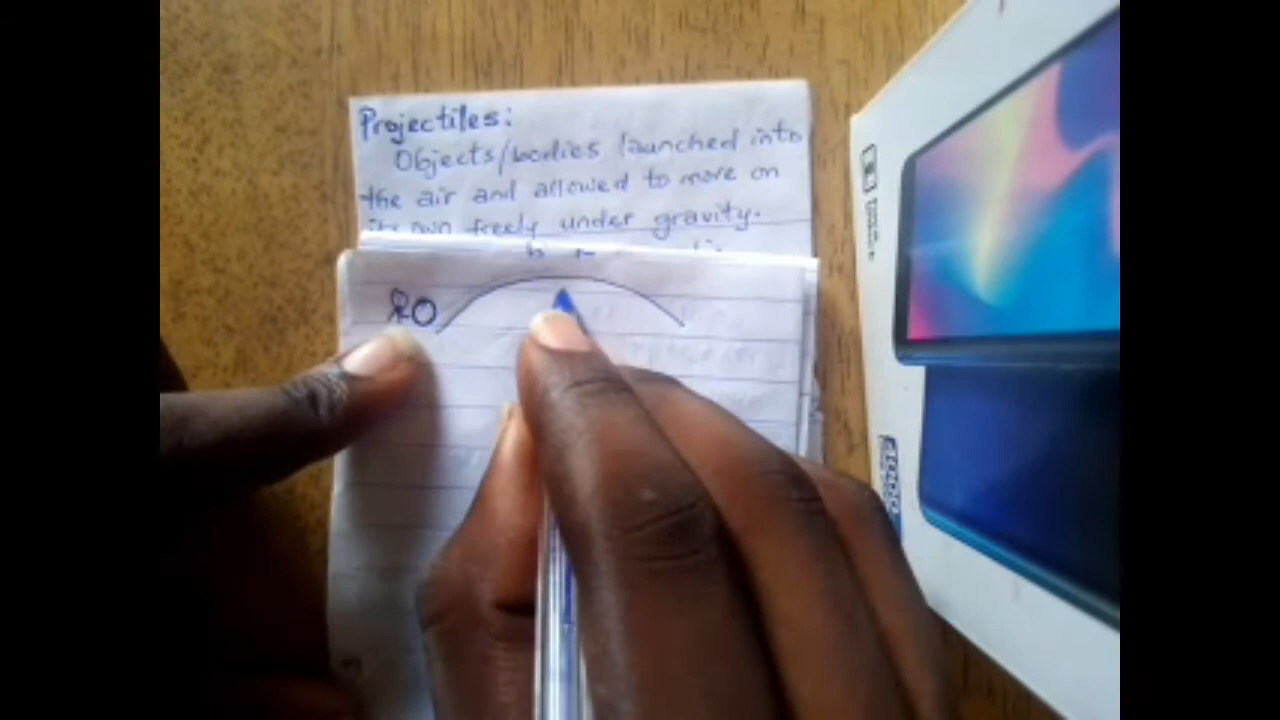 Projectiles:
Objects/bodies launched into
the air and allowed to move on
its own freely under gravity.